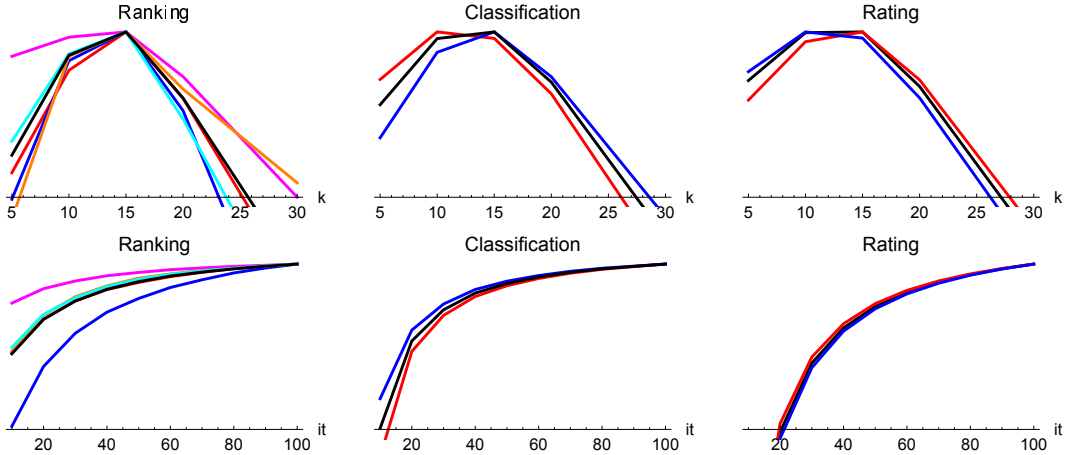 Ranking Classification Rating
5 10 15 20 25 30 k 5 10 15 20 25 30 k 5 10 15 20 25 30 k
Ranking Classification Rating
20 40 60 80 100 it 20 40 60 80 100 it 20 40 60 80 100 it